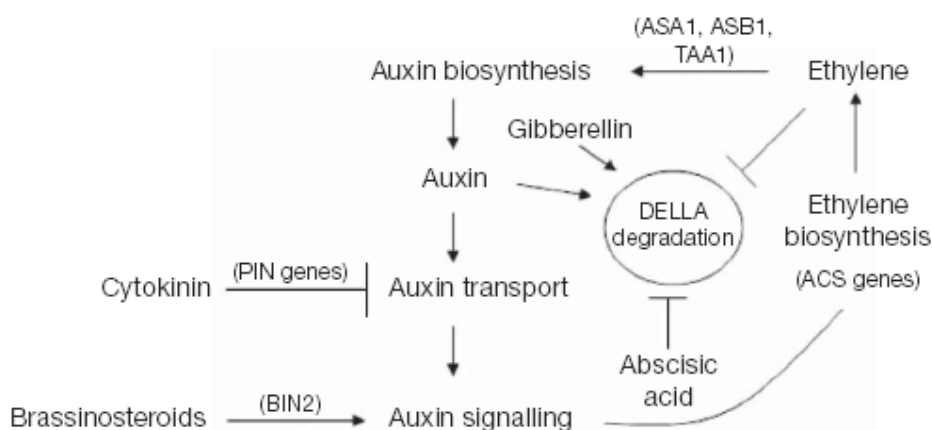 (ASA1, ASB1,
TAA1)
Auxin biosynthesis
Ethylene
Gibberellin
Auxin
DELLA
degradation
Ethylene
biosynthesis
(ACS genes)
Cytokinin
(PIN genes)
Auxin transport
Abscisic
acid
Brassinosteroids
(BIN2)
Auxin signalling